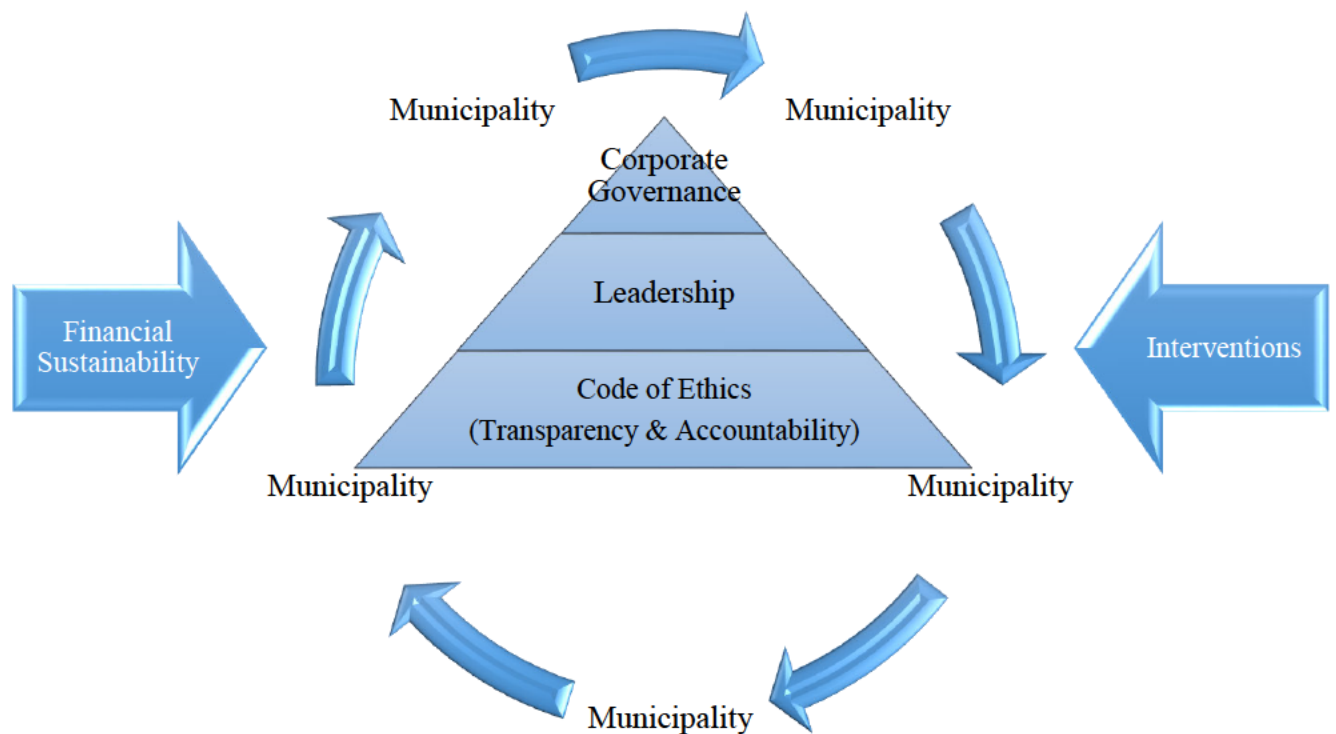 Municipality
Municipality
Corporate
Governance
Leadership
Financial
Sustainability
Interventions
Code of Ethics
(Transparency & Accountability)
Municipality
Municipality
Municipality